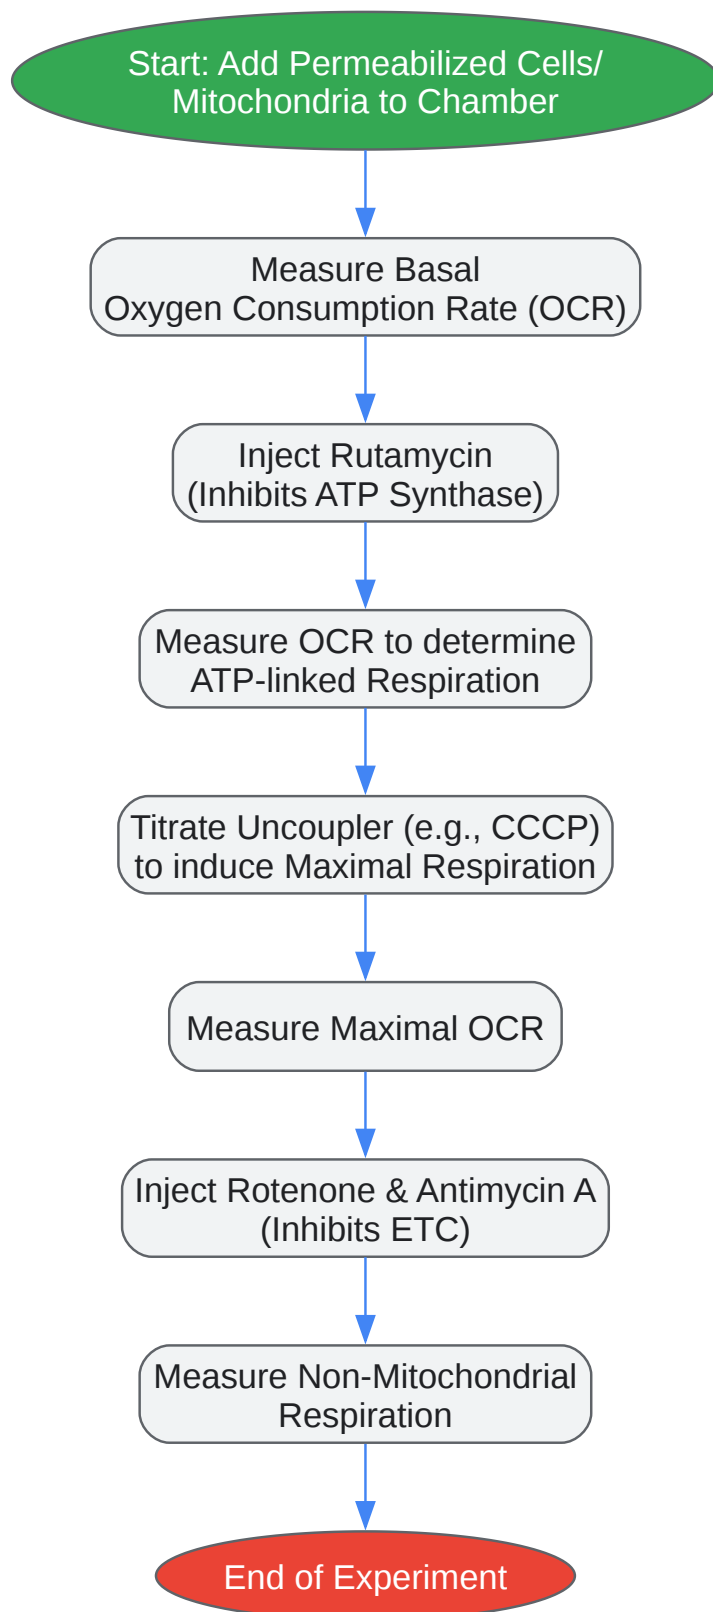 Start: Add Permeabilized Cells/
Mitochondria to Chamber
Measure Basal
Oxygen Consumption Rate (OCR)
Inject Rutamycin
(Inhibits ATP Synthase)
Measure OCR to determine
ATP-linked Respiration
Titrate Uncoupler (e.g., CCCP)
to induce Maximal Respiration
Measure Maximal OCR
Inject Rotenone & Antimycin A
(Inhibits ETC)
Measure Non-Mitochondrial
Respiration
End of Experiment